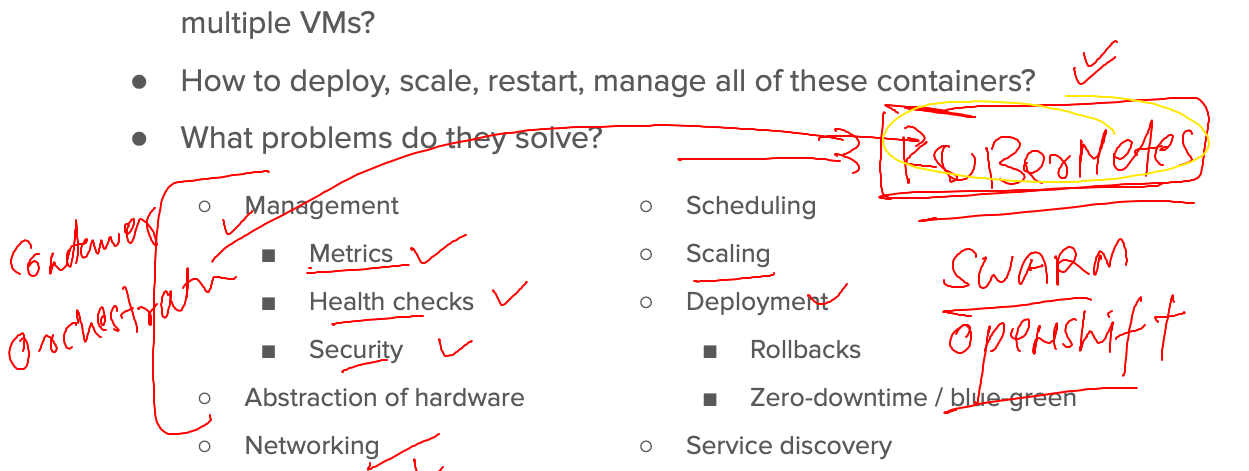 multiple VMs?
● How to deploy, scale, restart, manage all of these containers?
● What problems do they solve?
KuBerNetes
○ Management
■ Metrics
■ Health checks
■ Security
○ Abstraction of hardware
○ Networking
○ Scheduling
○ Scaling
○ Deployment
■ Rollbacks
■ Zero-downtime / blue-green
○ Service discovery
SWARM
OpenShift